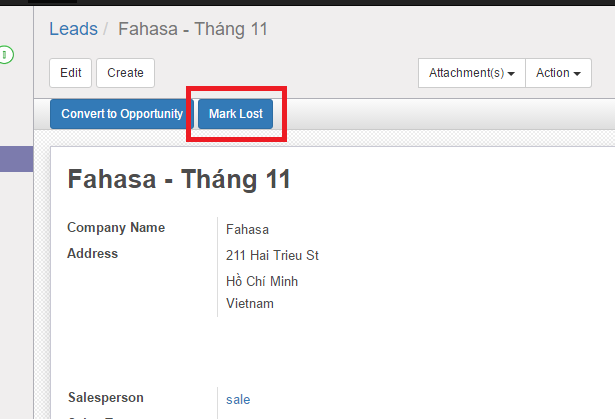 Leads / Fahasa - Tháng 11
Edit Create Attachment(s) Action
Convert to Opportunity Mark Lost
Fahasa - Tháng 11
Company Name Fahasa
Address 211 Hai Trieu St
Hồ Chí Minh
Vietnam
Salesperson sale